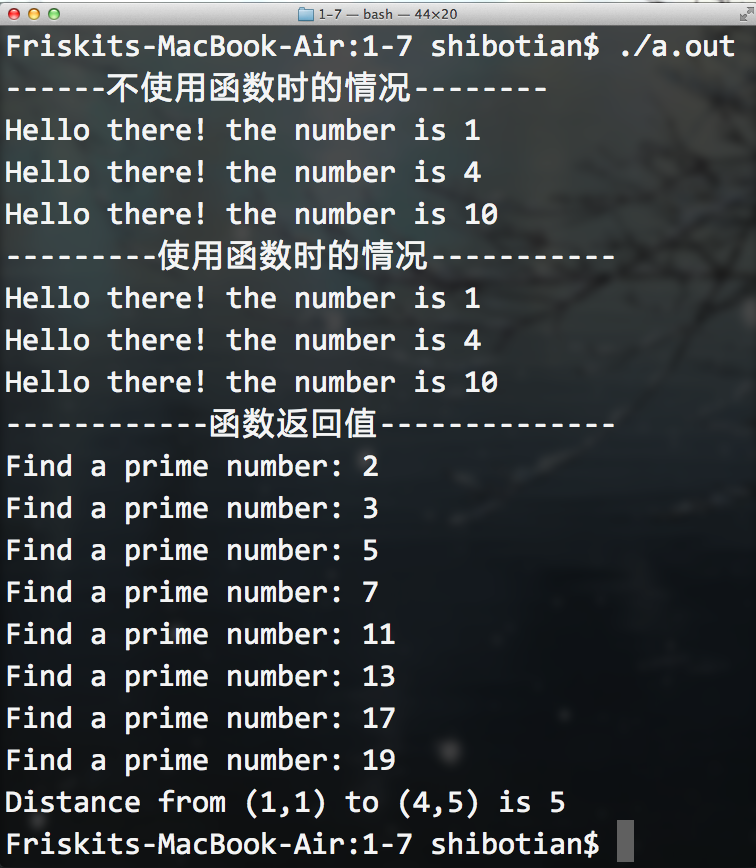 1-7 — bash — 44×20
Friskits-MacBook-Air:1-7 shibotian$ ./a.out
------不使用函数时的情况--------
Hello there! the number is 1
Hello there! the number is 4
Hello there! the number is 10
---------使用函数时的情况-----------
Hello there! the number is 1
Hello there! the number is 4
Hello there! the number is 10
------------函数返回值--------------
Find a prime number: 2
Find a prime number: 3
Find a prime number: 5
Find a prime number: 7
Find a prime number: 11
Find a prime number: 13
Find a prime number: 17
Find a prime number: 19
Distance from (1,1) to (4,5) is 5
Friskits-MacBook-Air:1-7 shibotian$